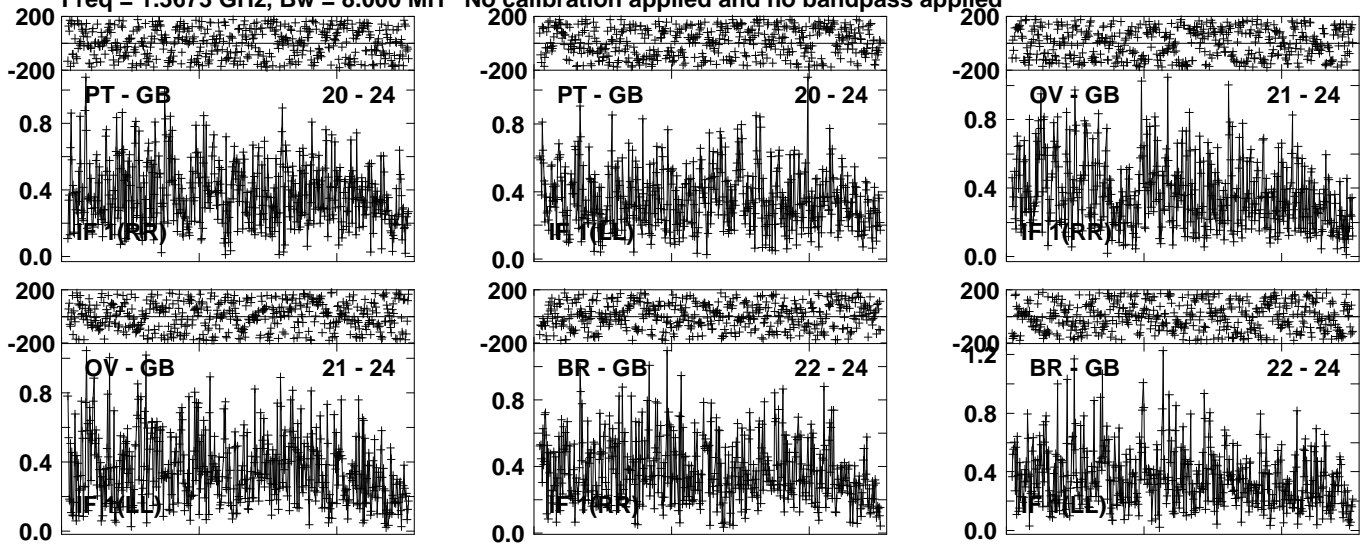 Freq = 1.3675 GHz, Bw = 8.000 MH No calibration applied and no bandpass applied
200 200 200
-200 -200 -200
PT - GB 20 - 24 PT - GB 20 - 24 OV - GB 21 - 24
0.8 0.8 0.8
0.4 0.4 0.4
IF 1(RR) IF 1(LL) IF 1(RR)
0.0 0.0 0.0
200 200 200
-200 -200 -200
1.2
OV - GB 21 - 24 BR - GB 22 - 24 BR - GB 22 - 24
0.8 0.8 0.8
0.4 0.4 0.4
IF 1(LL) IF 1(RR) IF 1(LL)
0.0 0.0 0.0